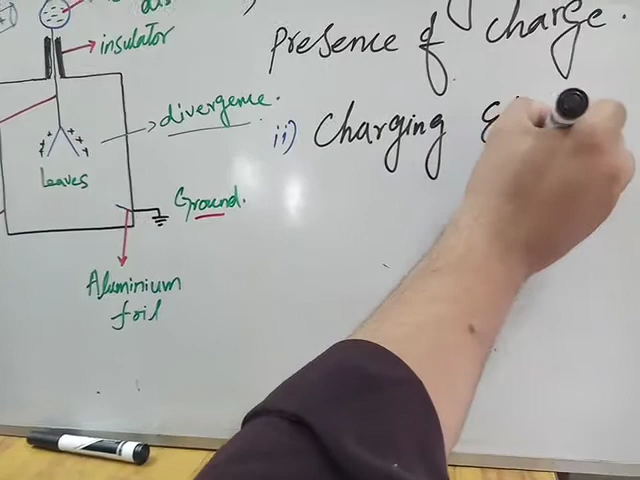 insulator
Presence of charge.
divergence.
ii) Charging
Leaves
Ground.
Aluminium
foil